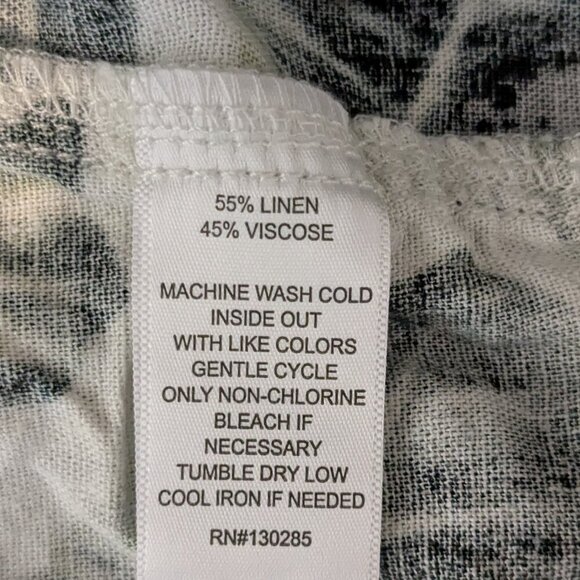 55% LINEN
45% VISCOSE
MACHINE WASH COLD
INSIDE OUT
WITH LIKE COLORS
GENTLE CYCLE
ONLY NON-CHLORINE
BLEACH IF
NECESSARY
TUMBLE DRY LOW
COOL IRON IF NEEDED
RN#130285